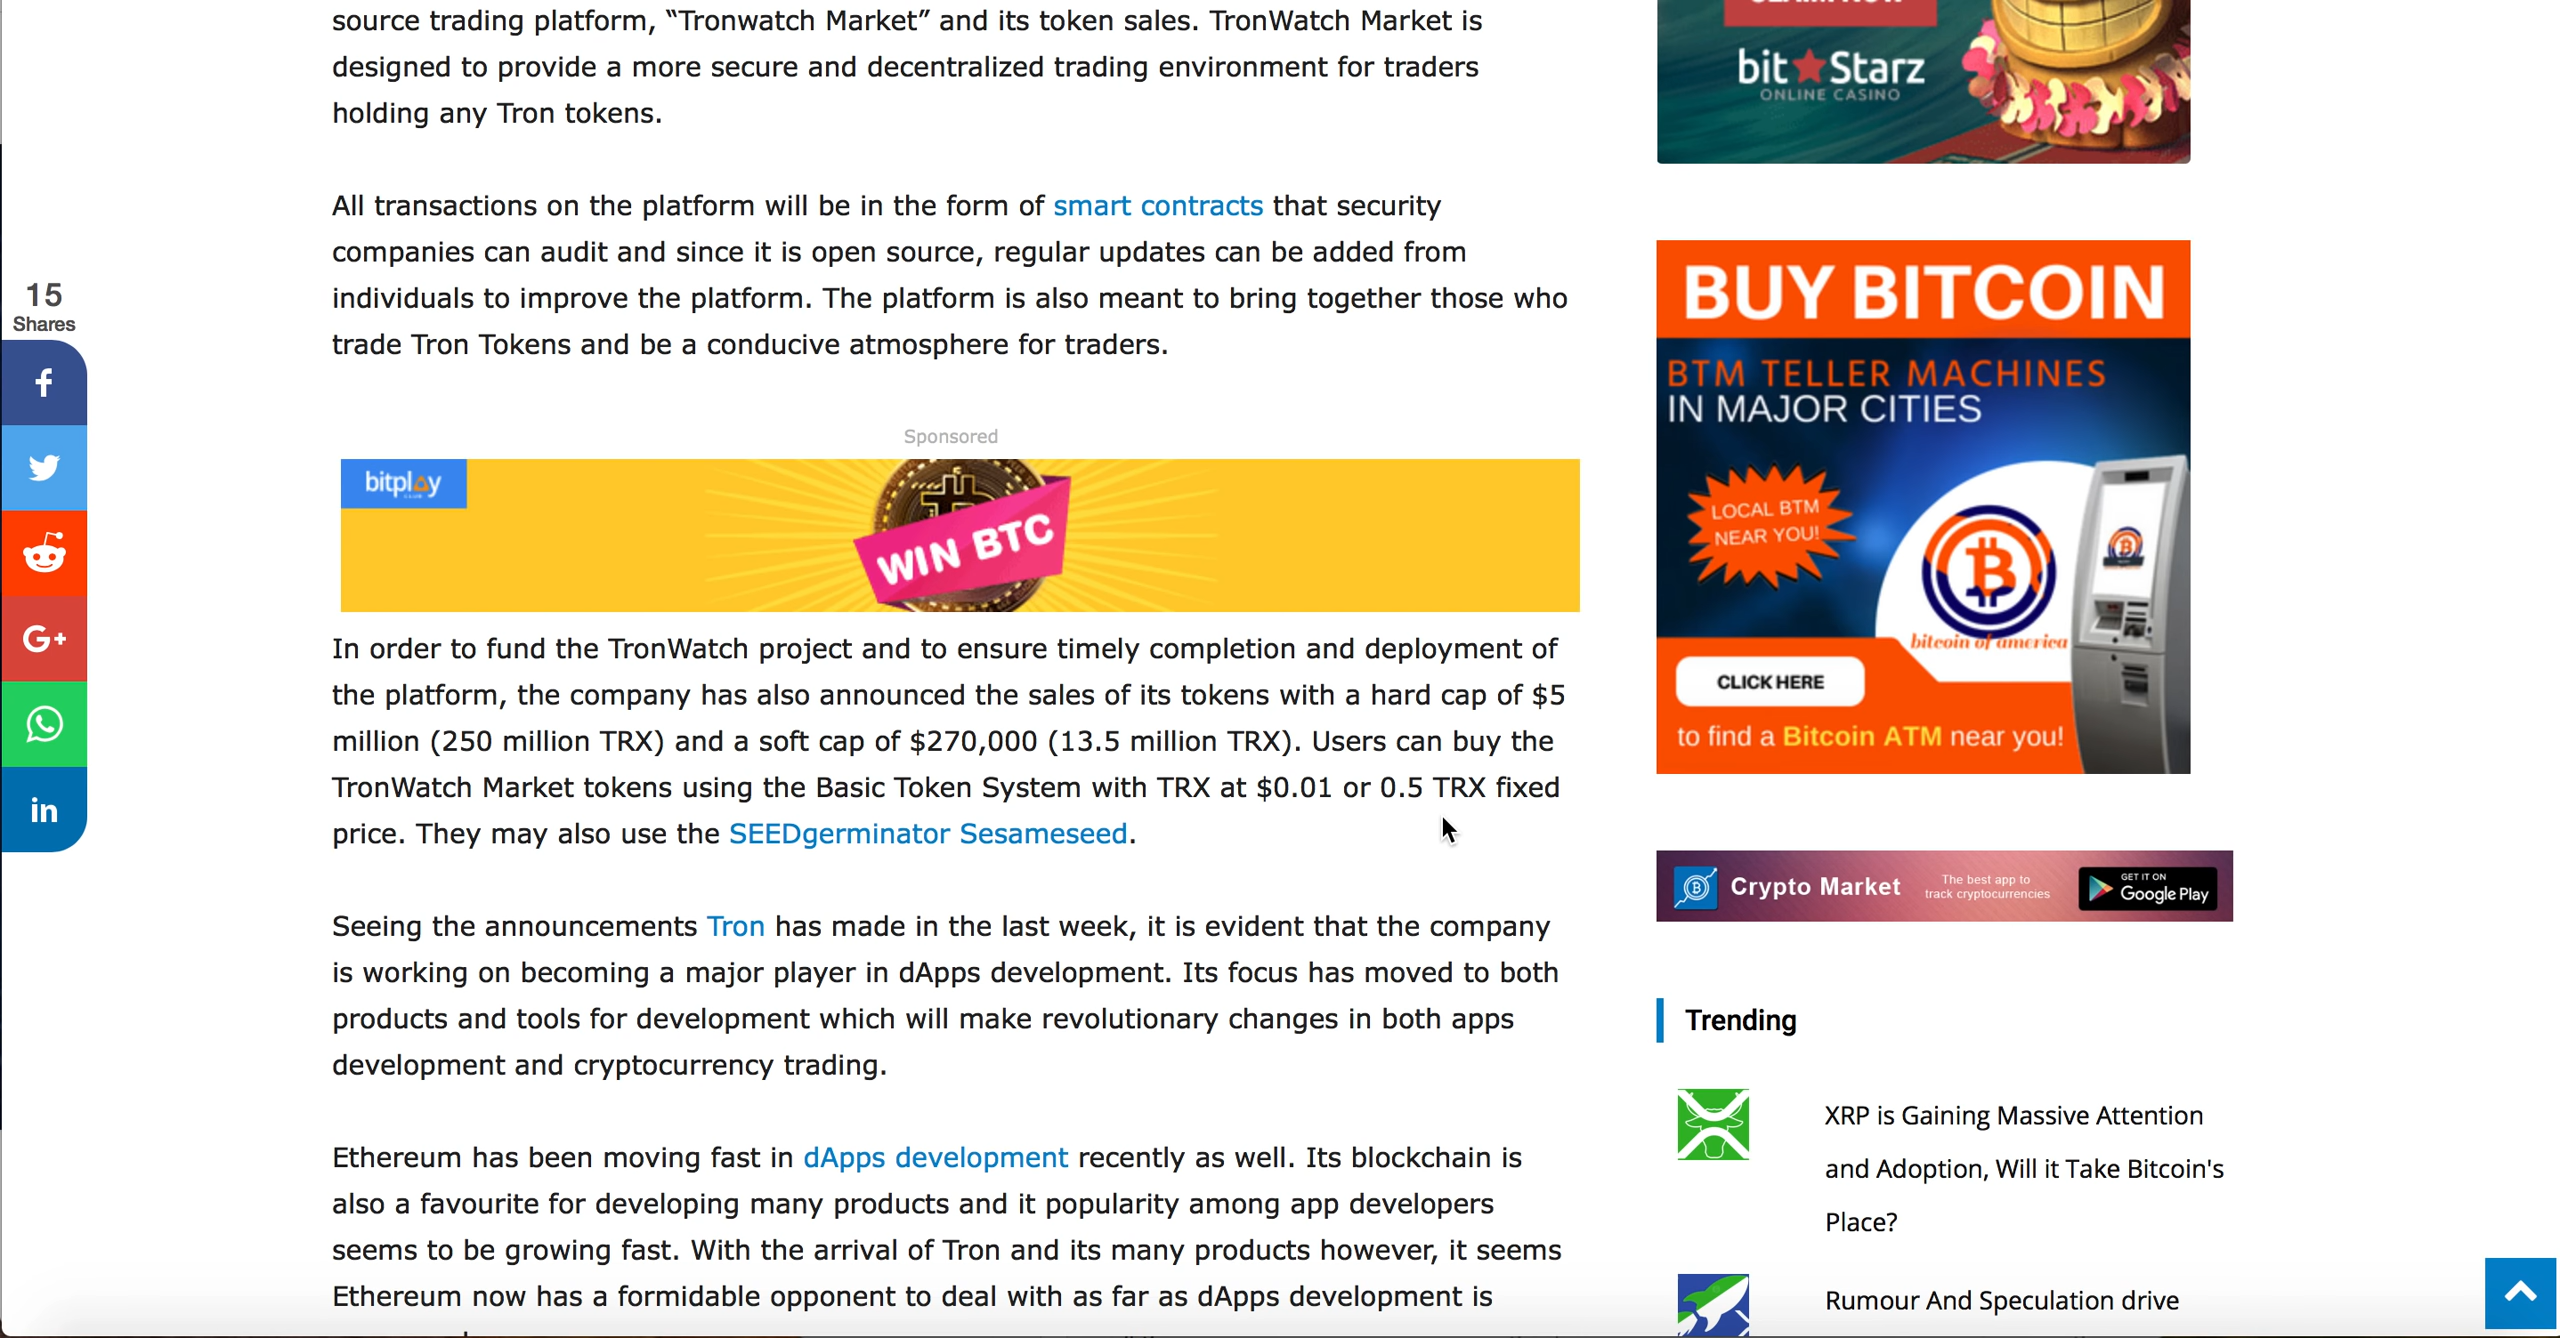 source trading platform, “Tronwatch Market” and its token sales. TronWatch Market is
designed to provide a more secure and decentralized trading environment for traders
holding any Tron tokens.
All transactions on the platform will be in the form of smart contracts that security
companies can audit and since it is open source, regular updates can be added from
individuals to improve the platform. The platform is also meant to bring together those who
trade Tron Tokens and be a conducive atmosphere for traders.
15
Shares
f
G+
in
Sponsored
bitplay
CLUB
WIN BTC
In order to fund the TronWatch project and to ensure timely completion and deployment of
the platform, the company has also announced the sales of its tokens with a hard cap of $5
million (250 million TRX) and a soft cap of $270,000 (13.5 million TRX). Users can buy the
TronWatch Market tokens using the Basic Token System with TRX at $0.01 or 0.5 TRX fixed
price. They may also use the SEEDgerminator Sesameseed.
Seeing the announcements Tron has made in the last week, it is evident that the company
is working on becoming a major player in dApps development. Its focus has moved to both
products and tools for development which will make revolutionary changes in both apps
development and cryptocurrency trading.
Ethereum has been moving fast in dApps development recently as well. Its blockchain is
also a favourite for developing many products and it popularity among app developers
seems to be growing fast. With the arrival of Tron and its many products however, it seems
Ethereum now has a formidable opponent to deal with as far as dApps development is
bit Starz
ONLINE CASINO
BUY BITCOIN
BTM TELLER MACHINES
IN MAJOR CITIES
LOCAL BTM
NEAR YOU!
bitcoin of america
CLICK HERE
to find a Bitcoin ATM near you!
Crypto Market
The best app to
track cryptocurrencies
GET IT ON
Google Play
Trending
XRP is Gaining Massive Attention
and Adoption, Will it Take Bitcoin's
Place?
Rumour And Speculation drive